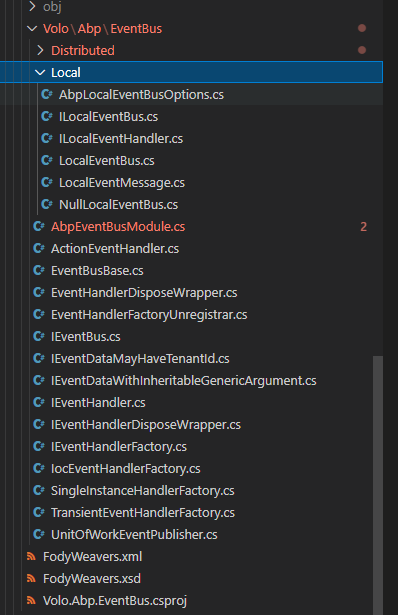 obj
Volo\Abp\EventBus
Distributed
Local
AbpLocalEventBusOptions.cs
ILocalEventBus.cs
ILocalEventHandler.cs
LocalEventBus.cs
LocalEventMessage.cs
NullLocalEventBus.cs
AbpEventBusModule.cs 2
ActionEventHandler.cs
EventBusBase.cs
EventHandlerDisposeWrapper.cs
EventHandlerFactoryUnregistrar.cs
IEventBus.cs
IEventDataMayHaveTenantId.cs
IEventDataWithInheritableGenericArgument.cs
IEventHandler.cs
IEventHandlerDisposeWrapper.cs
IEventHandlerFactory.cs
IocEventHandlerFactory.cs
SingleInstanceHandlerFactory.cs
TransientEventHandlerFactory.cs
UnitOfWorkEventPublisher.cs
FodyWeavers.xml
FodyWeavers.xsd
Volo.Abp.EventBus.csproj